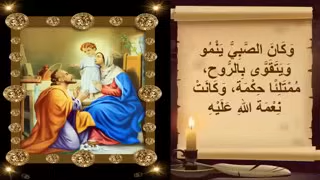 وَكَانَ الصَّبِيُّ يَنْمُو
وَيَتَقَوَّى بِالرُّوحِ،
مُمْتَلِئًا حِكْمَةً، وَكَانَتْ
نِعْمَةُ اللهِ عَلَيْهِ